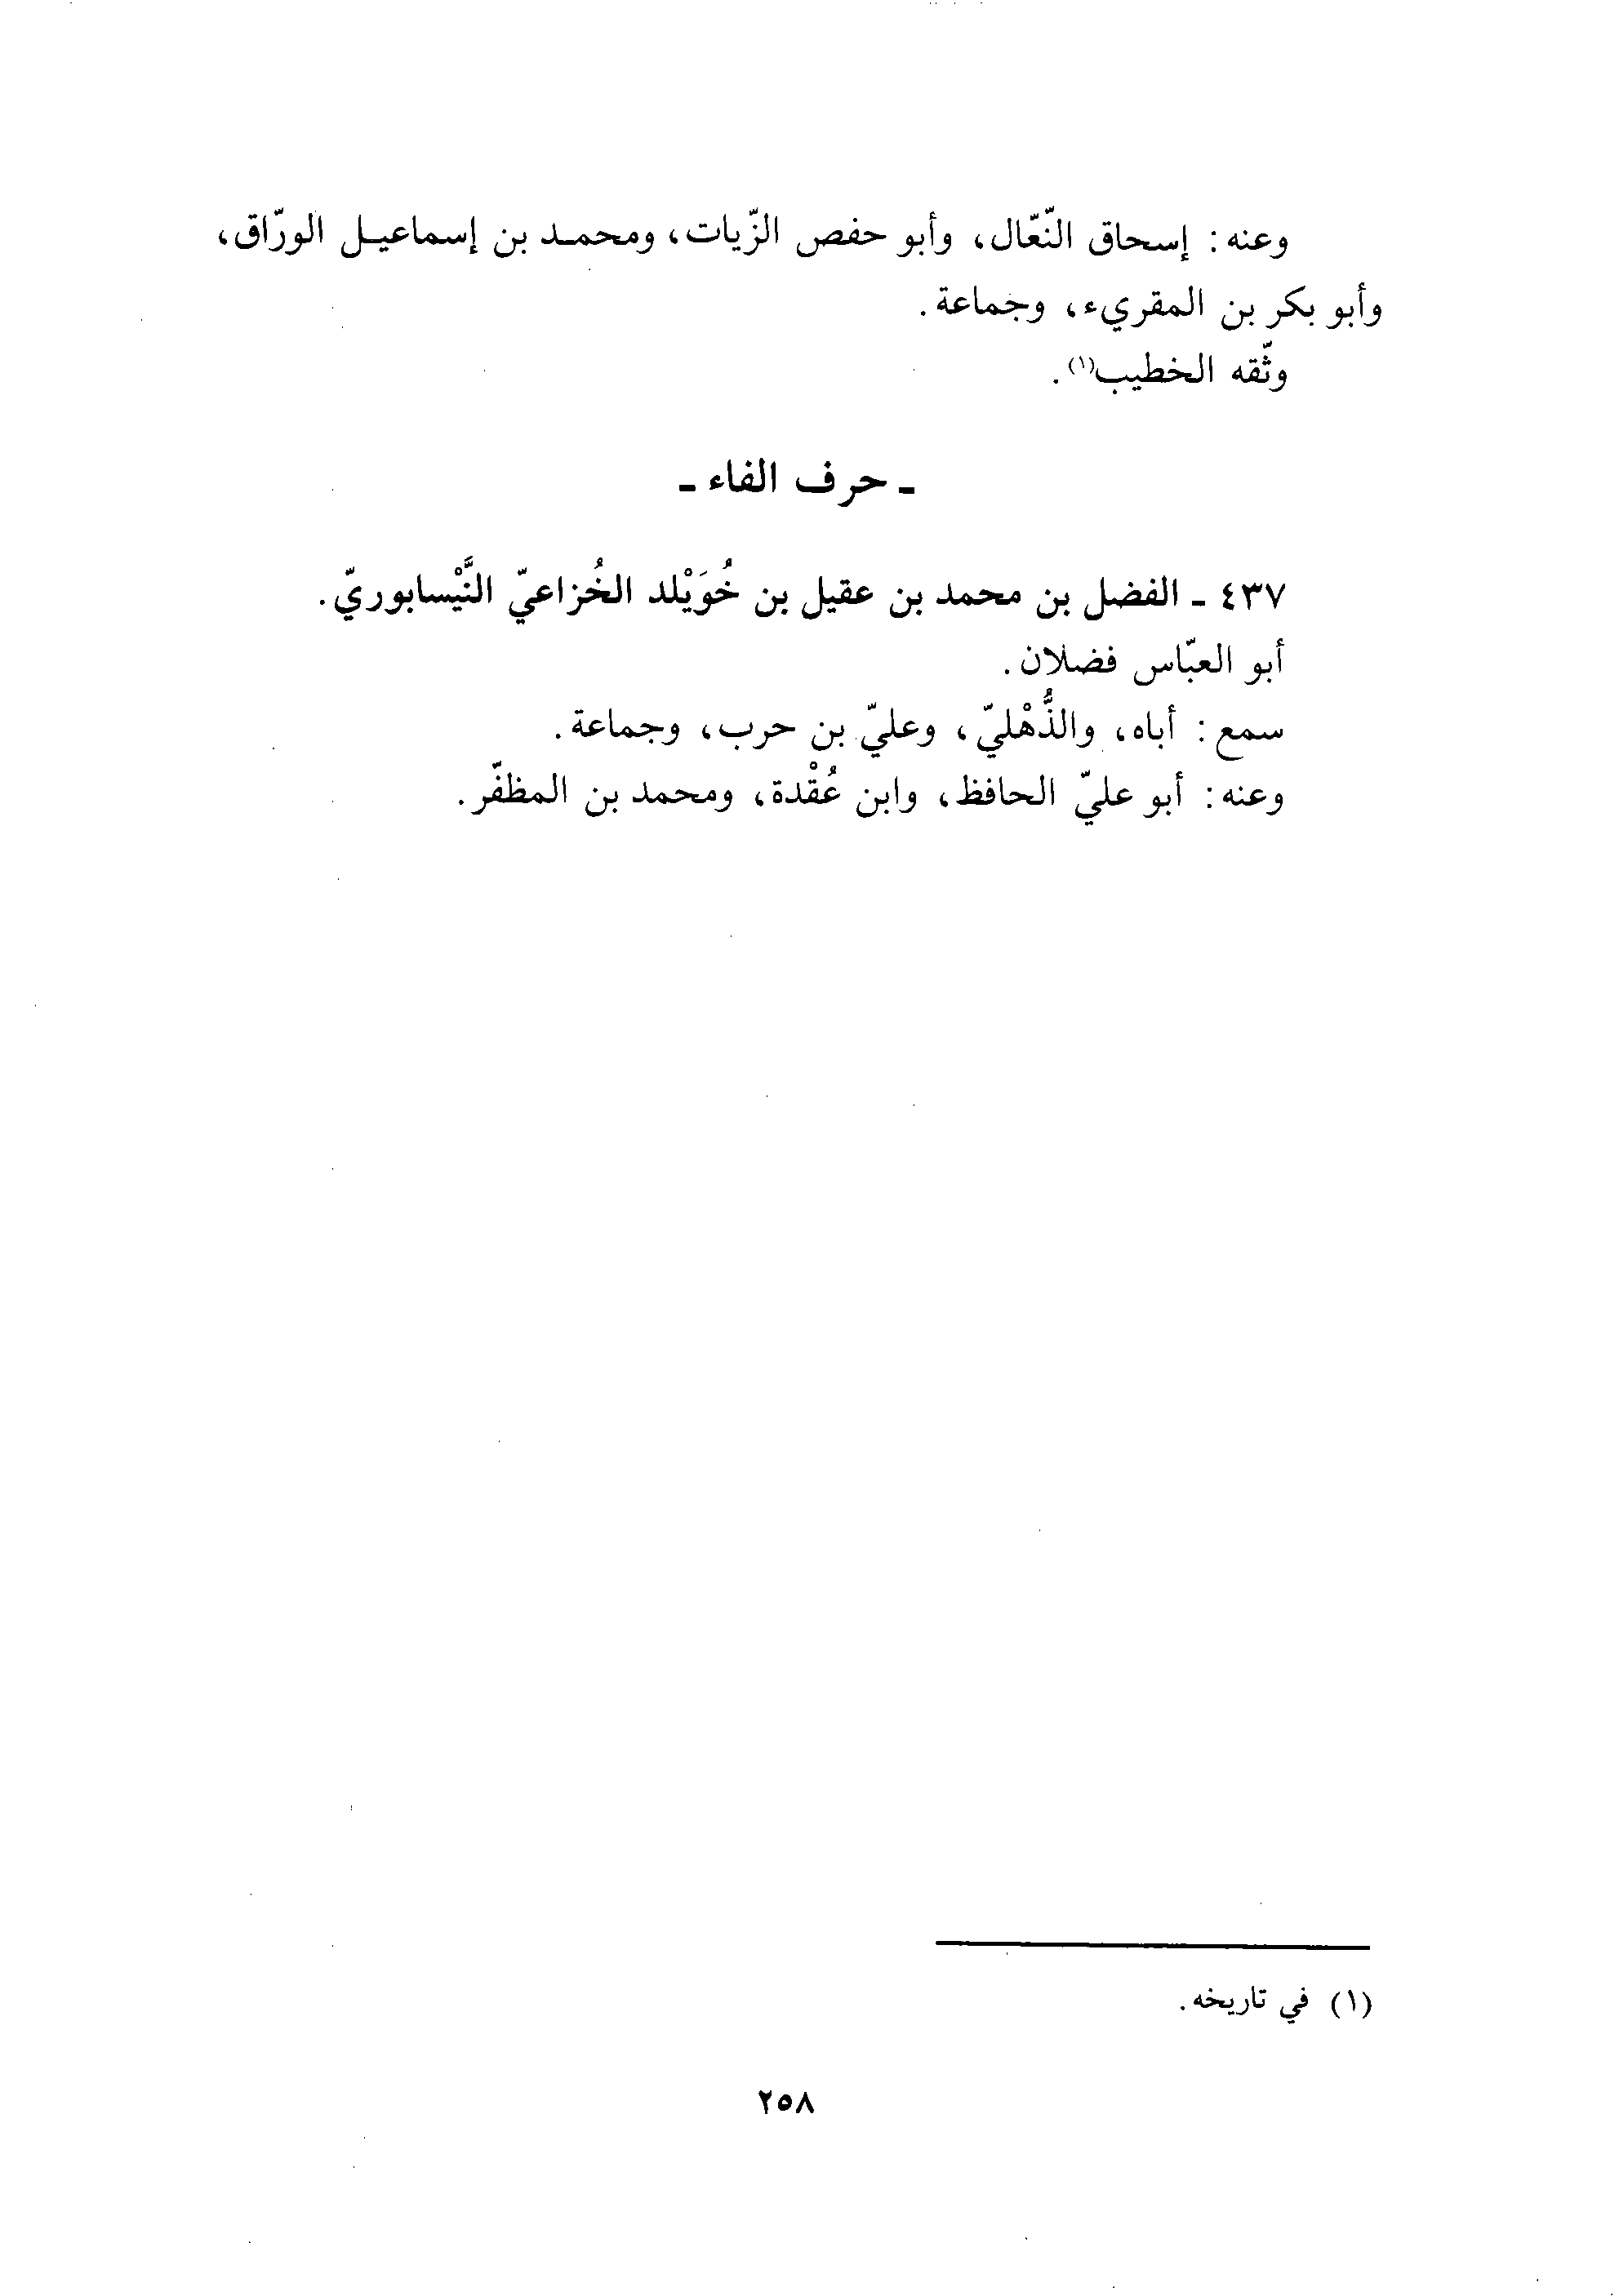 وعنه: إسحاق النّعّال، وأبو حفص الزّيات، ومحمد بن إسماعيل الورّاق،
وأبو بكر بن المقريء، وجماعة.
وثّقه الخطيب(١).
ـ حرف الفاء ـ
٤٣٧ ـ الفضل بن محمد بن عقيل بن خُوَيْلد الخُزاعيّ النَّيْسابوريّ.
أبو العبّاس فضلان.
سمع: أباه، والذُّهْليّ، وعليّ بن حرب، وجماعة.
وعنه: أبو عليّ الحافظ، وابن عُقْدة، ومحمد بن المظفّر.
(١) في تاريخه.
٢٥٨